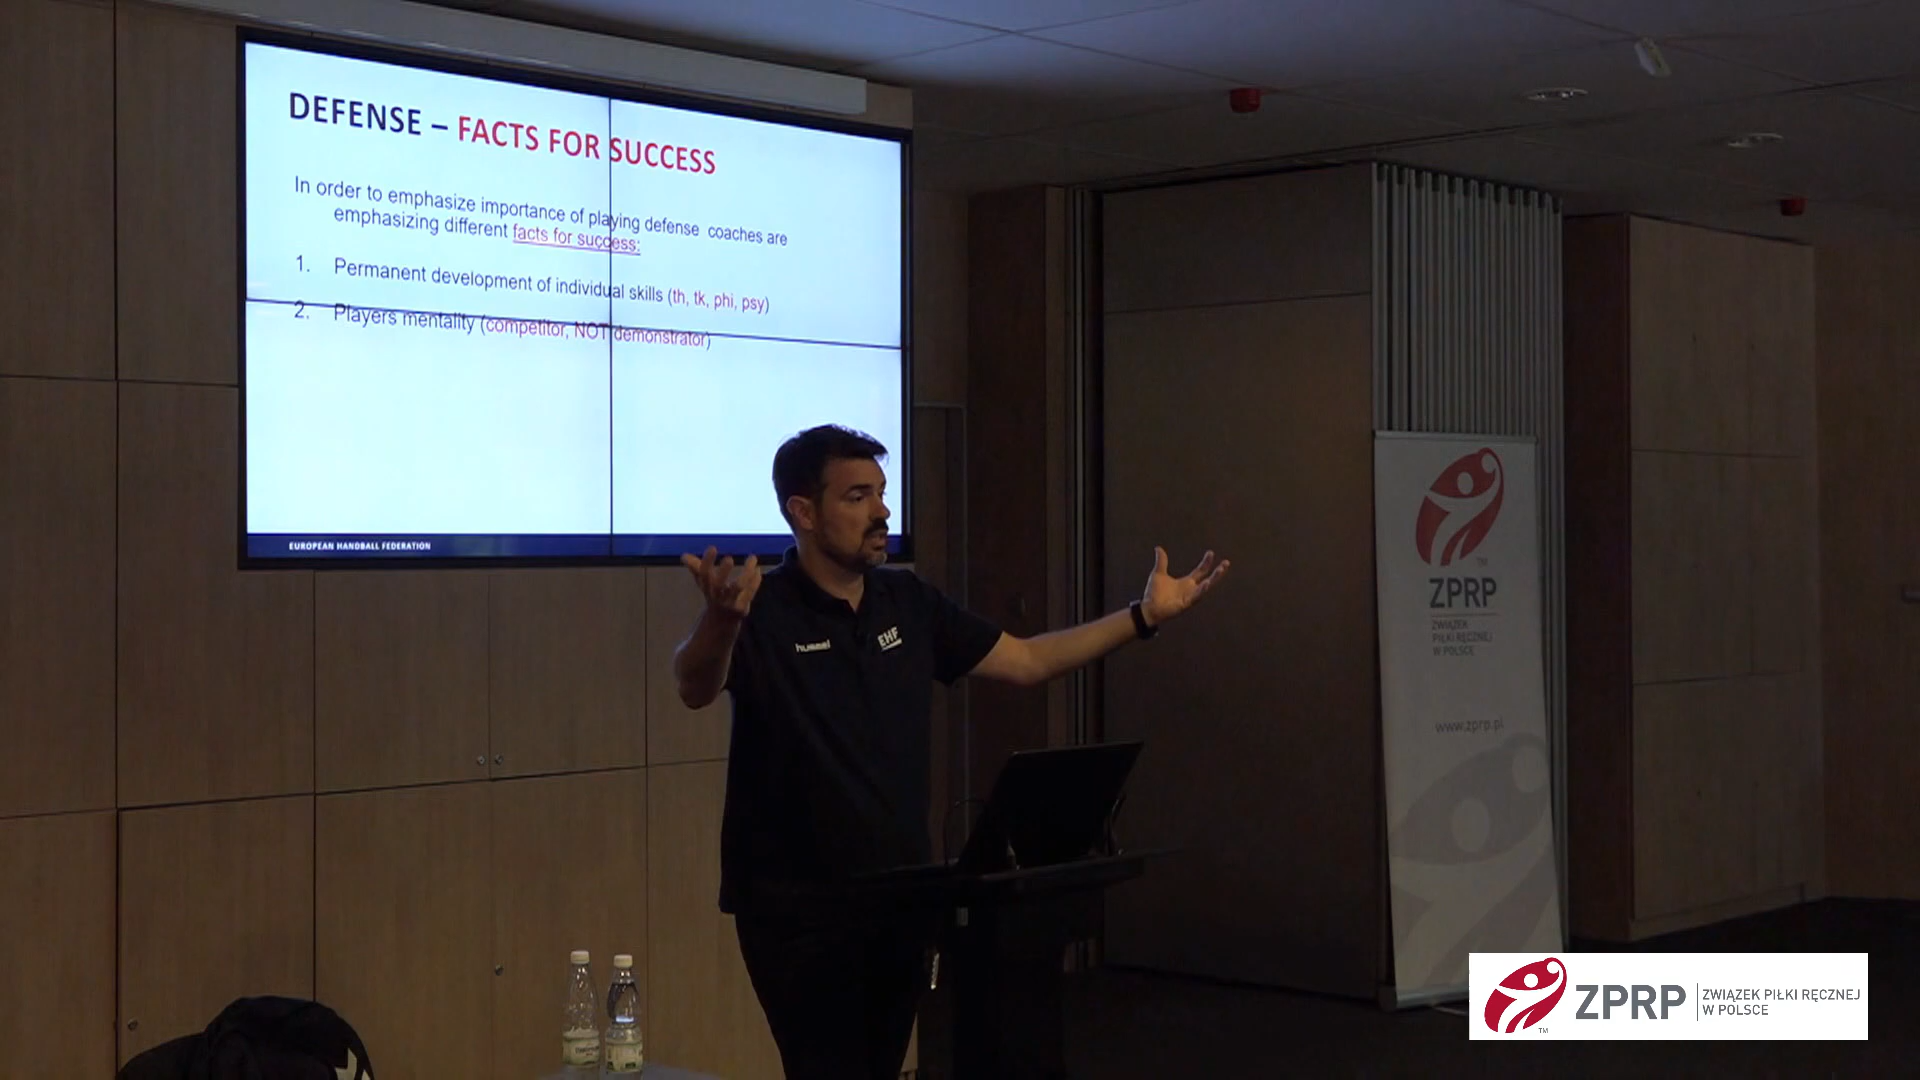 DEFENSE – FACTS FOR SUCCESS
In order to emphasize importance of playing defense coaches are
emphasizing different facts for success:
1. Permanent development of individual skills (th, tk, phi, psy)
2. Players mentality (competitor, NOT demonstrator)
EUROPEAN HANDBALL FEDERATION
hummel
EHF
TM
ZPRP
ZWIĄZEK
PIŁKI RĘCZNEJ
W POLSCE
www.zprp.pl
TM
ZPRP
ZWIĄZEK PIŁKI RĘCZNEJ
W POLSCE